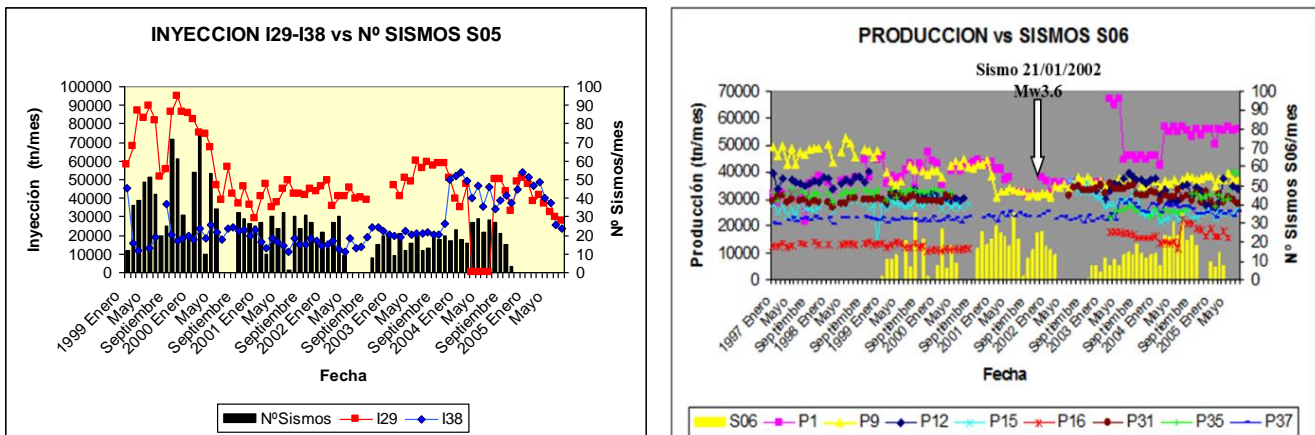 INYECCION I29-I38 vs Nº SISMOS S05
Inyección (tn/mes)
100000
90000
80000
70000
60000
50000
40000
30000
20000
10000
0
100
90
80
70
60
50
40
30
20
10
0
Nº Sismos/mes
1999 Enero
Mayo
Septiembre
2000 Enero
Mayo
Septiembre
2001 Enero
Mayo
Septiembre
2002 Enero
Mayo
Septiembre
2003 Enero
Mayo
Septiembre
2004 Enero
Mayo
Septiembre
2005 Enero
Mayo
Fecha
NºSismos I29 I38
PRODUCCION vs SISMOS S06
Sismo 21/01/2002
Mw3.6
Producción (tn/mes)
70000
60000
50000
40000
30000
20000
10000
0
100
90
80
70
60
50
40
30
20
10
0
Nº Sismos S06/mes
1997 Enero
Mayo
Septiembre
1998 Enero
Mayo
Septiembre
1999 Enero
Mayo
Septiembre
2000 Enero
Mayo
Septiembre
2001 Enero
Mayo
Septiembre
2002 Enero
Mayo
Septiembre
2003 Enero
Mayo
Septiembre
2004 Enero
Mayo
Septiembre
2005 Enero
Mayo
Fecha
S06 P1 P9 P12 P15 P16 P31 P35 P37